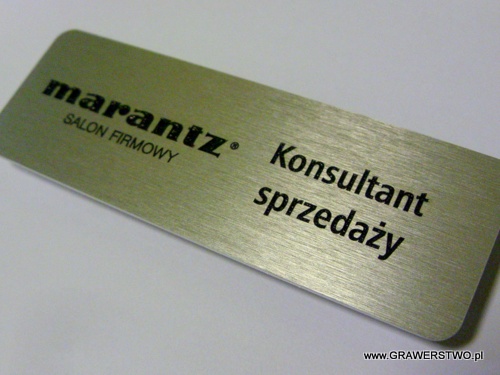 marantz®
SALON FIRMOWY
Konsultant
sprzedaży
www.GRAWERSTWO.pl